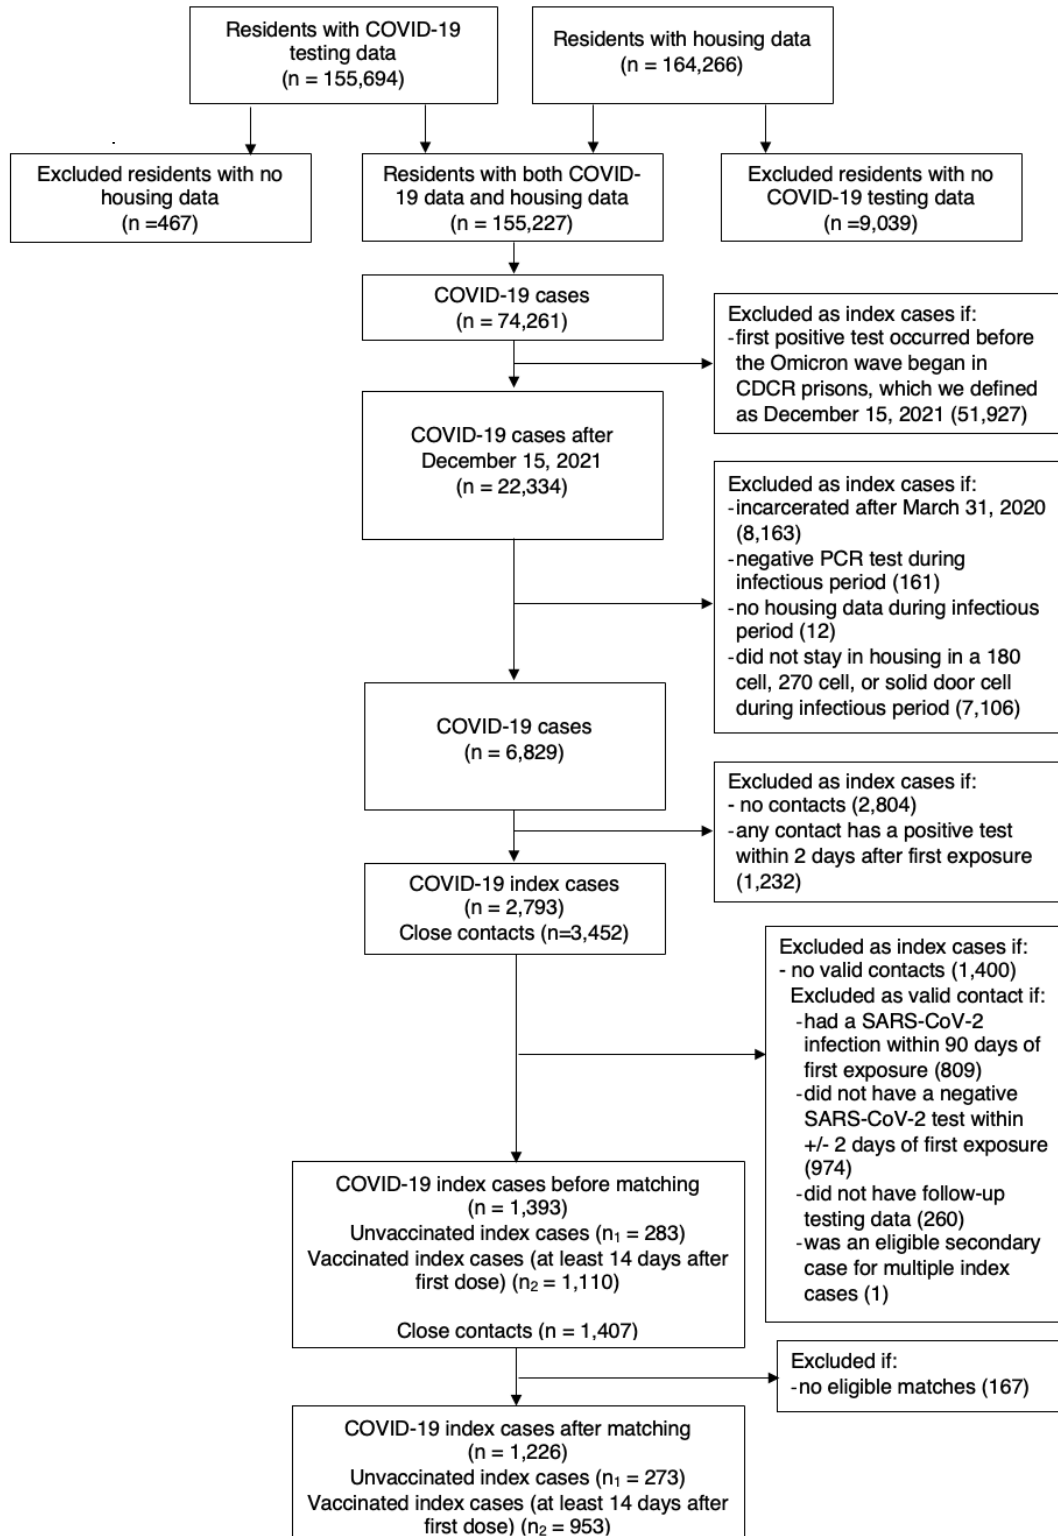 Residents with COVID-19
testing data
(n = 155,694)
Residents with housing data
(n = 164,266)
Excluded residents with no
housing data
(n =467)
Residents with both COVID-
19 data and housing data
(n = 155,227)
Excluded residents with no
COVID-19 testing data
(n =9,039)
COVID-19 cases
(n = 74,261)
Excluded as index cases if:
-first positive test occurred before
the Omicron wave began in
CDCR prisons, which we defined
as December 15, 2021 (51,927)
COVID-19 cases after
December 15, 2021
(n = 22,334)
Excluded as index cases if:
-incarcerated after March 31, 2020
(8,163)
-negative PCR test during
infectious period (161)
-no housing data during infectious
period (12)
-did not stay in housing in a 180
cell, 270 cell, or solid door cell
during infectious period (7,106)
COVID-19 cases
(n = 6,829)
Excluded as index cases if:
- no contacts (2,804)
-any contact has a positive test
within 2 days after first exposure
(1,232)
COVID-19 index cases
(n = 2,793)
Close contacts (n=3,452)
Excluded as index cases if:
- no valid contacts (1,400)
Excluded as valid contact if:
-had a SARS-CoV-2
infection within 90 days of
first exposure (809)
-did not have a negative
SARS-CoV-2 test within
+/- 2 days of first exposure
(974)
-did not have follow-up
testing data (260)
-was an eligible secondary
case for multiple index
cases (1)
COVID-19 index cases before matching
(n = 1,393)
Unvaccinated index cases (n₁ = 283)
Vaccinated index cases (at least 14 days after
first dose) (n₂ = 1,110)
Close contacts (n = 1,407)
Excluded if:
-no eligible matches (167)
COVID-19 index cases after matching
(n = 1,226)
Unvaccinated index cases (n₁ = 273)
Vaccinated index cases (at least 14 days after
first dose) (n₂ = 953)